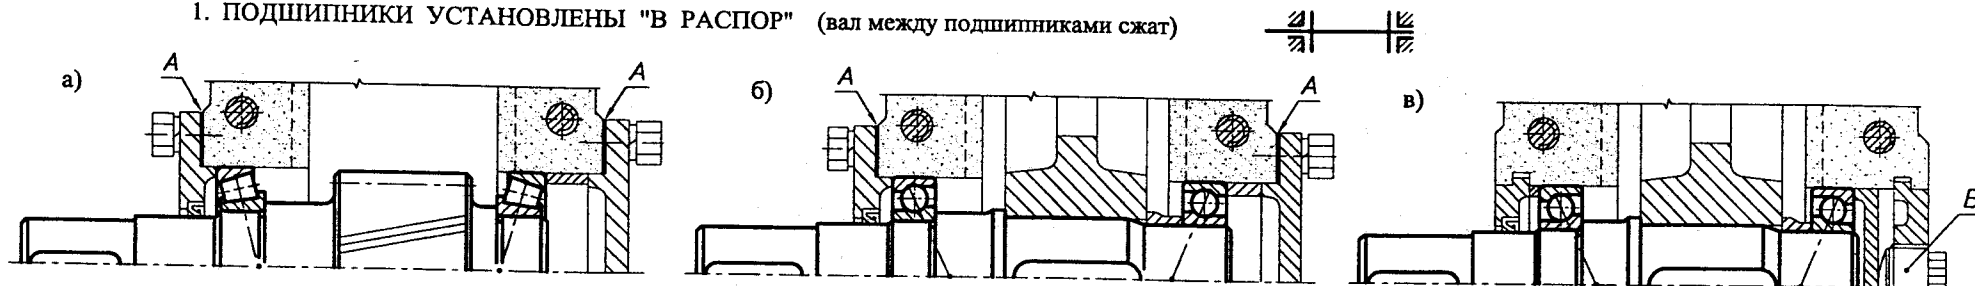 1. ПОДШИПНИКИ УСТАНОВЛЕНЫ "В РАСПОР" (вал между подшипниками сжат)
а) А А
б) А А
в) Б